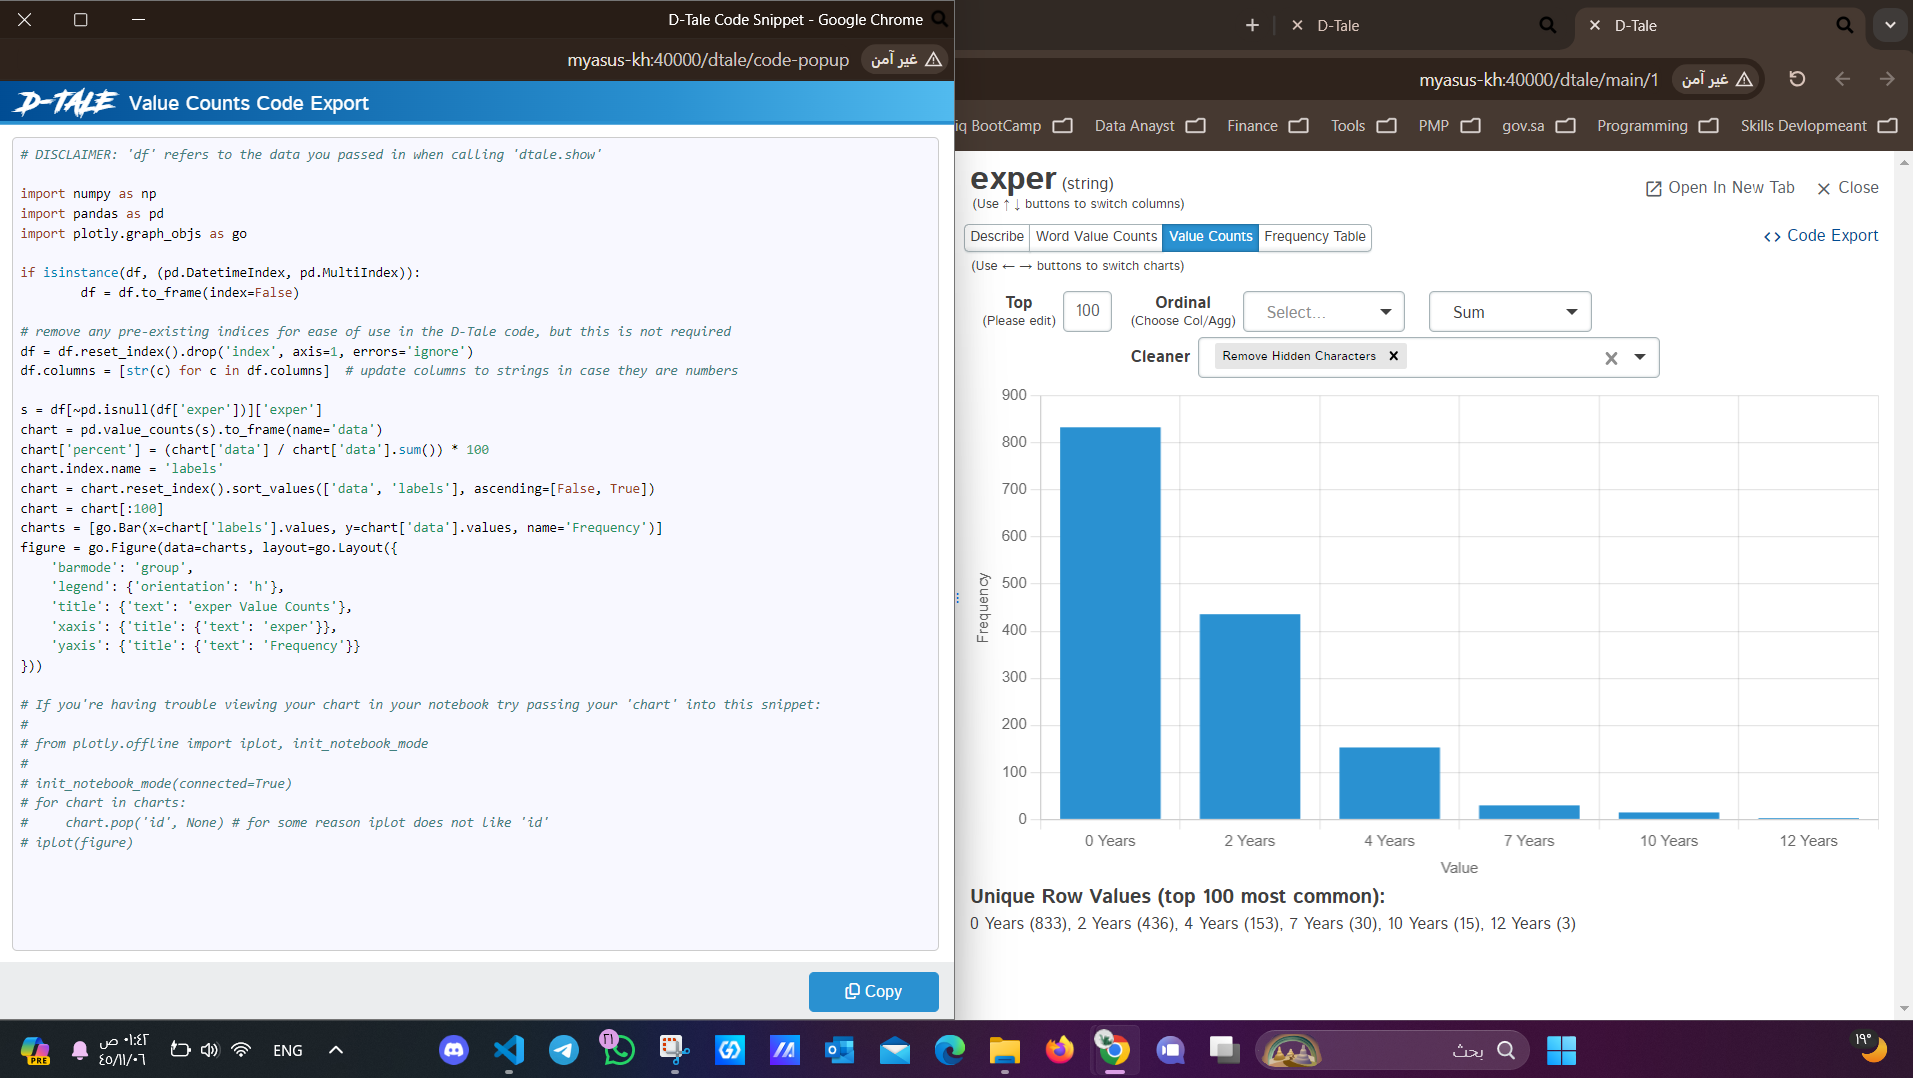 D-Tale Code Snippet - Google Chrome
myasus-kh:40000/dtale/code-popup
غير آمن
D-TALE Value Counts Code Export
# DISCLAIMER: 'df' refers to the data you passed in when calling 'dtale.show'
import numpy as np
import pandas as pd
import plotly.graph_objs as go
if isinstance(df, (pd.DatetimeIndex, pd.MultiIndex)):
df = df.to_frame(index=False)
# remove any pre-existing indices for ease of use in the D-Tale code, but this is not required
df = df.reset_index().drop('index', axis=1, errors='ignore')
df.columns = [str(c) for c in df.columns]  # update columns to strings in case they are numbers
s = df[~pd.isnull(df['exper'])]['exper']
chart = pd.value_counts(s).to_frame(name='data')
chart['percent'] = (chart['data'] / chart['data'].sum()) * 100
chart.index.name = 'labels'
chart = chart.reset_index().sort_values(['data', 'labels'], ascending=[False, True])
chart = chart[:100]
charts = [go.Bar(x=chart['labels'].values, y=chart['data'].values, name='Frequency')]
figure = go.Figure(data=charts, layout=go.Layout({
'barmode': 'group',
'legend': {'orientation': 'h'},
'title': {'text': 'exper Value Counts'},
'xaxis': {'title': {'text': 'exper'}},
'yaxis': {'title': {'text': 'Frequency'}}
}))
# If you're having trouble viewing your chart in your notebook try passing your 'chart' into this snippet:
#
# from plotly.offline import iplot, init_notebook_mode
#
# init_notebook_mode(connected=True)
# for chart in charts:
#     chart.pop('id', None) # for some reason iplot does not like 'id'
# iplot(figure)
Copy
D-Tale
D-Tale
myasus-kh:40000/dtale/main/1
غير آمن
iq BootCamp
Data Anayst
Finance
Tools
PMP
gov.sa
Programming
Skills Devlopmeant
exper (string)
Open In New Tab
Close
(Use ↑ ↓ buttons to switch columns)
Describe
Word Value Counts
Value Counts
Frequency Table
Code Export
(Use ← → buttons to switch charts)
Top
(Please edit)
100
Ordinal
(Choose Col/Agg)
Select...
Sum
Cleaner
Remove Hidden Characters
900
800
700
600
500
400
300
200
100
0
Frequency
0 Years
2 Years
4 Years
7 Years
10 Years
12 Years
Value
Unique Row Values (top 100 most common):
0 Years (833), 2 Years (436), 4 Years (153), 7 Years (30), 10 Years (15), 12 Years (3)
PRE
٠١:٤٢ ص
٤٥/١١/٠٦
ENG
٢١
بحث
١٩°